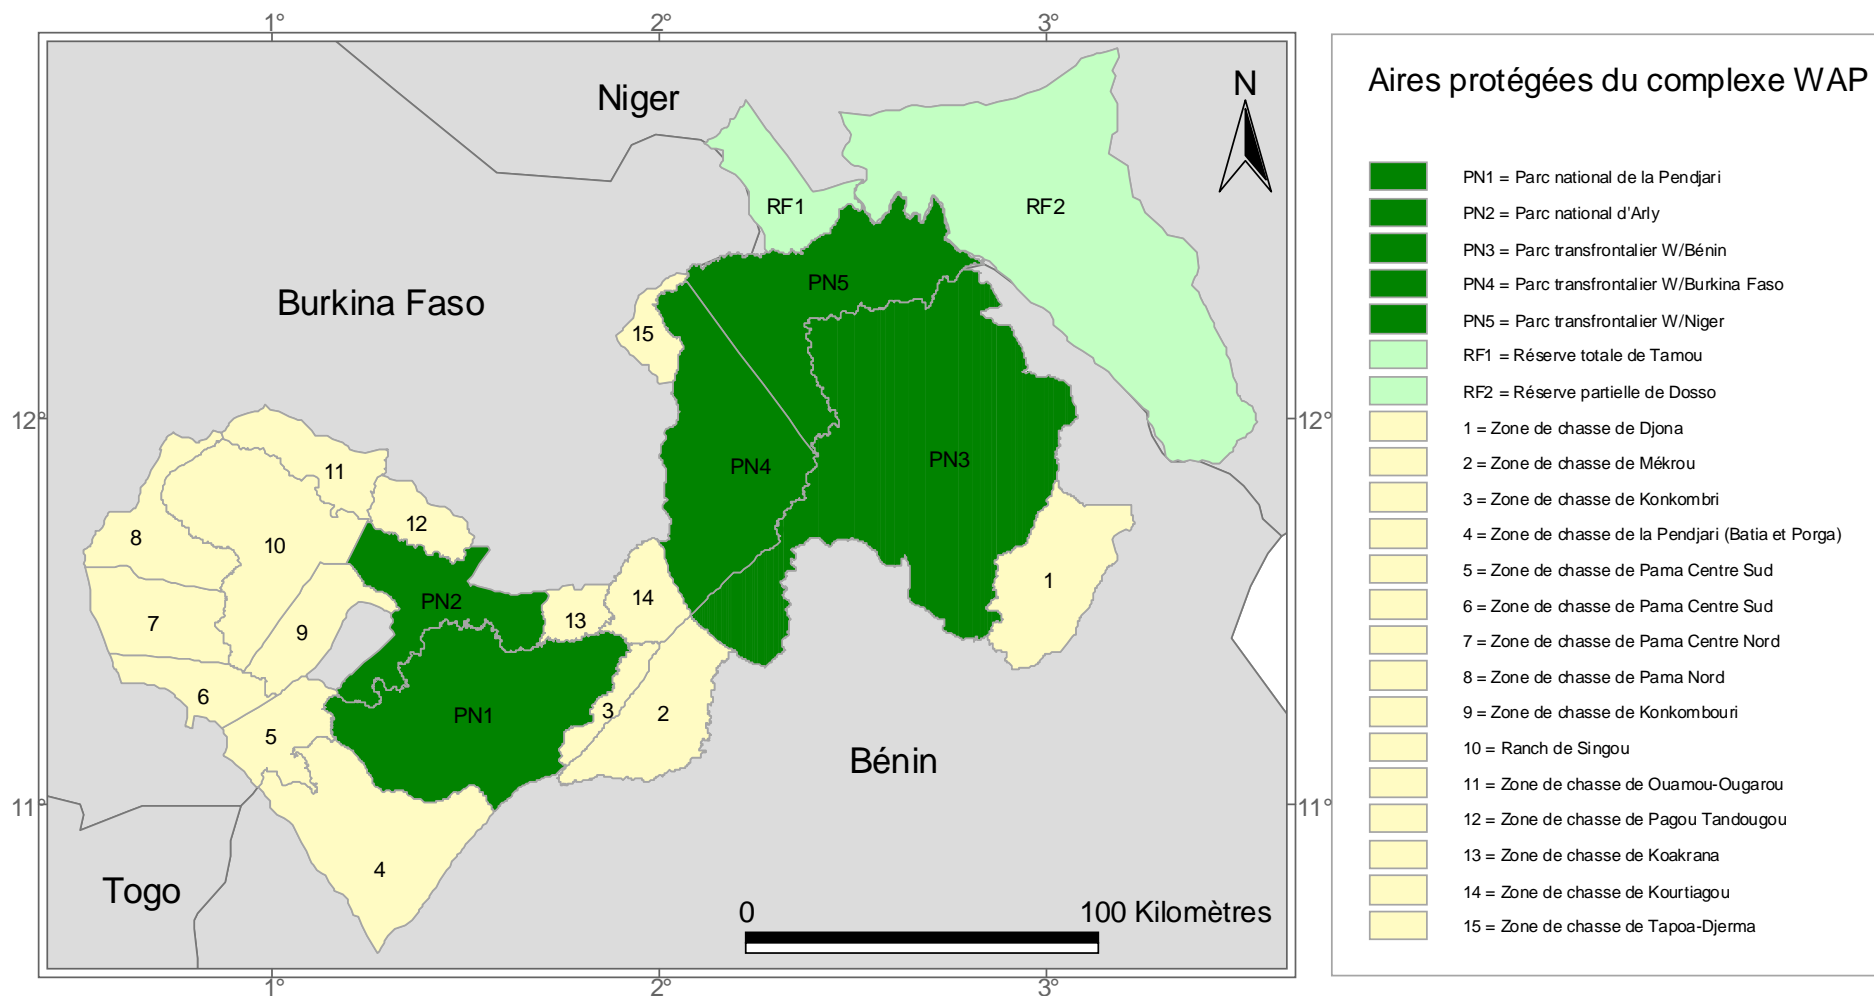 1°
2°
3°
Niger
N
RF1
RF2
PN5
Burkina Faso
15
12°
12°
PN4
PN3
11
12
8
10
14
1
PN2
7
9
13
6
3
2
PN1
5
Bénin
11°
11°
4
Togo
0
100 Kilomètres
1°
2°
3°
Aires protégées du complexe WAP
PN1 = Parc national de la Pendjari
PN2 = Parc national d'Arly
PN3 = Parc transfrontalier W/Bénin
PN4 = Parc transfrontalier W/Burkina Faso
PN5 = Parc transfrontalier W/Niger
RF1 = Réserve totale de Tamou
RF2 = Réserve partielle de Dosso
1 = Zone de chasse de Djona
2 = Zone de chasse de Mékrou
3 = Zone de chasse de Konkombri
4 = Zone de chasse de la Pendjari (Batia et Porga)
5 = Zone de chasse de Pama Centre Sud
6 = Zone de chasse de Pama Centre Sud
7 = Zone de chasse de Pama Centre Nord
8 = Zone de chasse de Pama Nord
9 = Zone de chasse de Konkombouri
10 = Ranch de Singou
11 = Zone de chasse de Ouamou-Ougarou
12 = Zone de chasse de Pagou Tandougou
13 = Zone de chasse de Koakrana
14 = Zone de chasse de Kourtiagou
15 = Zone de chasse de Tapoa-Djerma